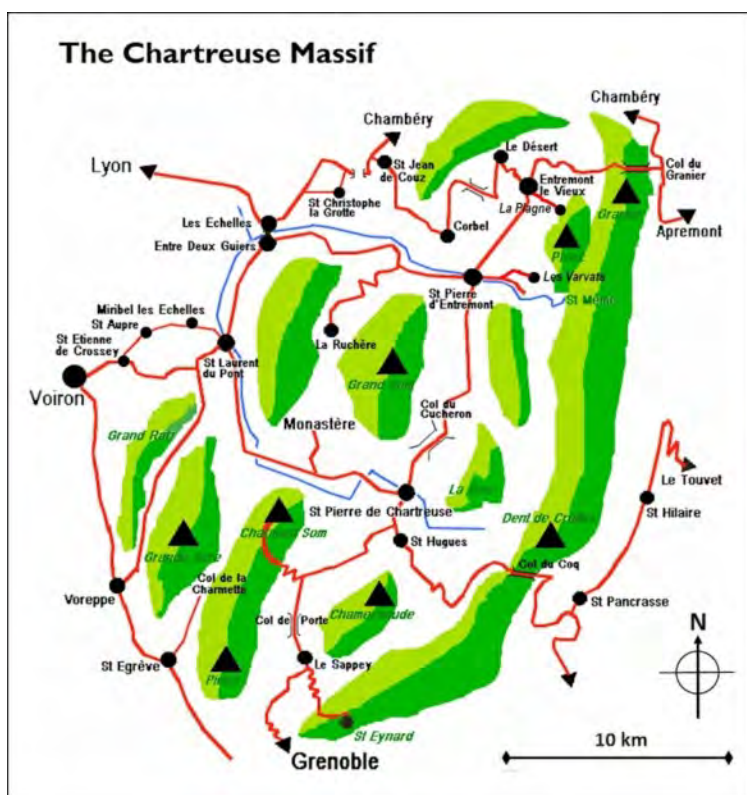 The Chartreuse Massif
Chambéry
Chambéry
Lyon
Le Désert
St Jean
de Couz
Col du
Granier
Entremont
le Vieux
St Christophe
la Grotte
La Plagne
Granier
Les Echelles
Corbel
Apremont
Entre Deux Guiers
Les Varvats
St Pierre
d'Entremont
St Même
Miribel les Echelles
St Aupre
St Etienne
de Crossey
La Ruchère
St Laurent
du Pont
Grand Som
Voiron
Col du
Cucheron
Monastère
Grand Ratz
Le Touvet
La
St Pierre de Chartreuse
St Hilaire
Chamant Som
Dent de Crolles
St Hugues
Grande Sure
Col du Coq
Col de la
Charmette
Voreppe
St Pancrasse
Chamechaude
Col de Porte
N
St Egrève
Le Sappey
St Eynard
10 km
Grenoble